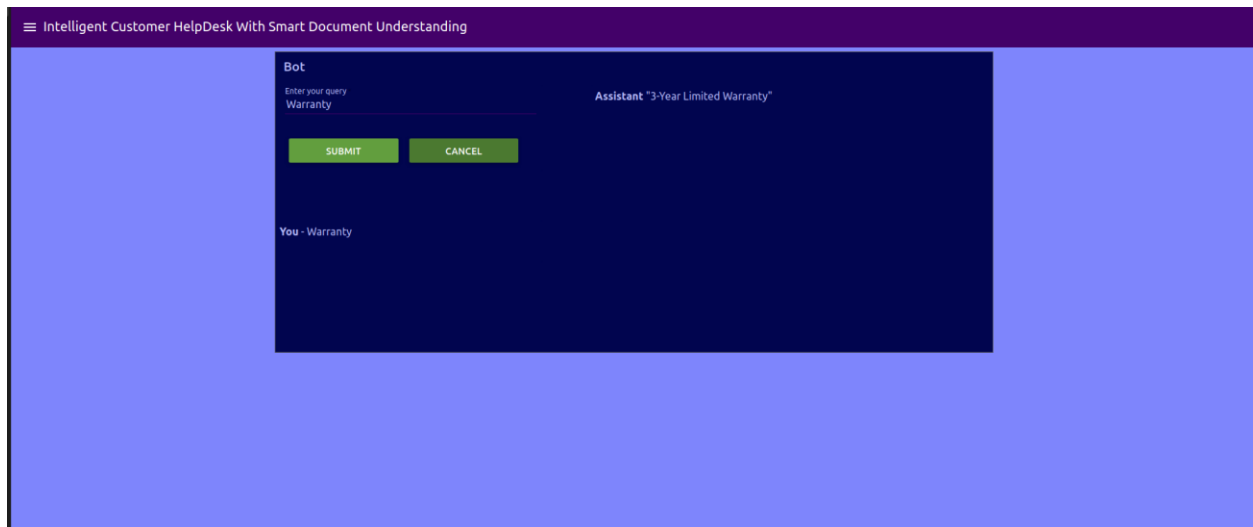 Intelligent Customer HelpDesk With Smart Document Understanding
Bot
Enter your query
Warranty
Assistant "3-Year Limited Warranty"
SUBMIT
CANCEL
You - Warranty